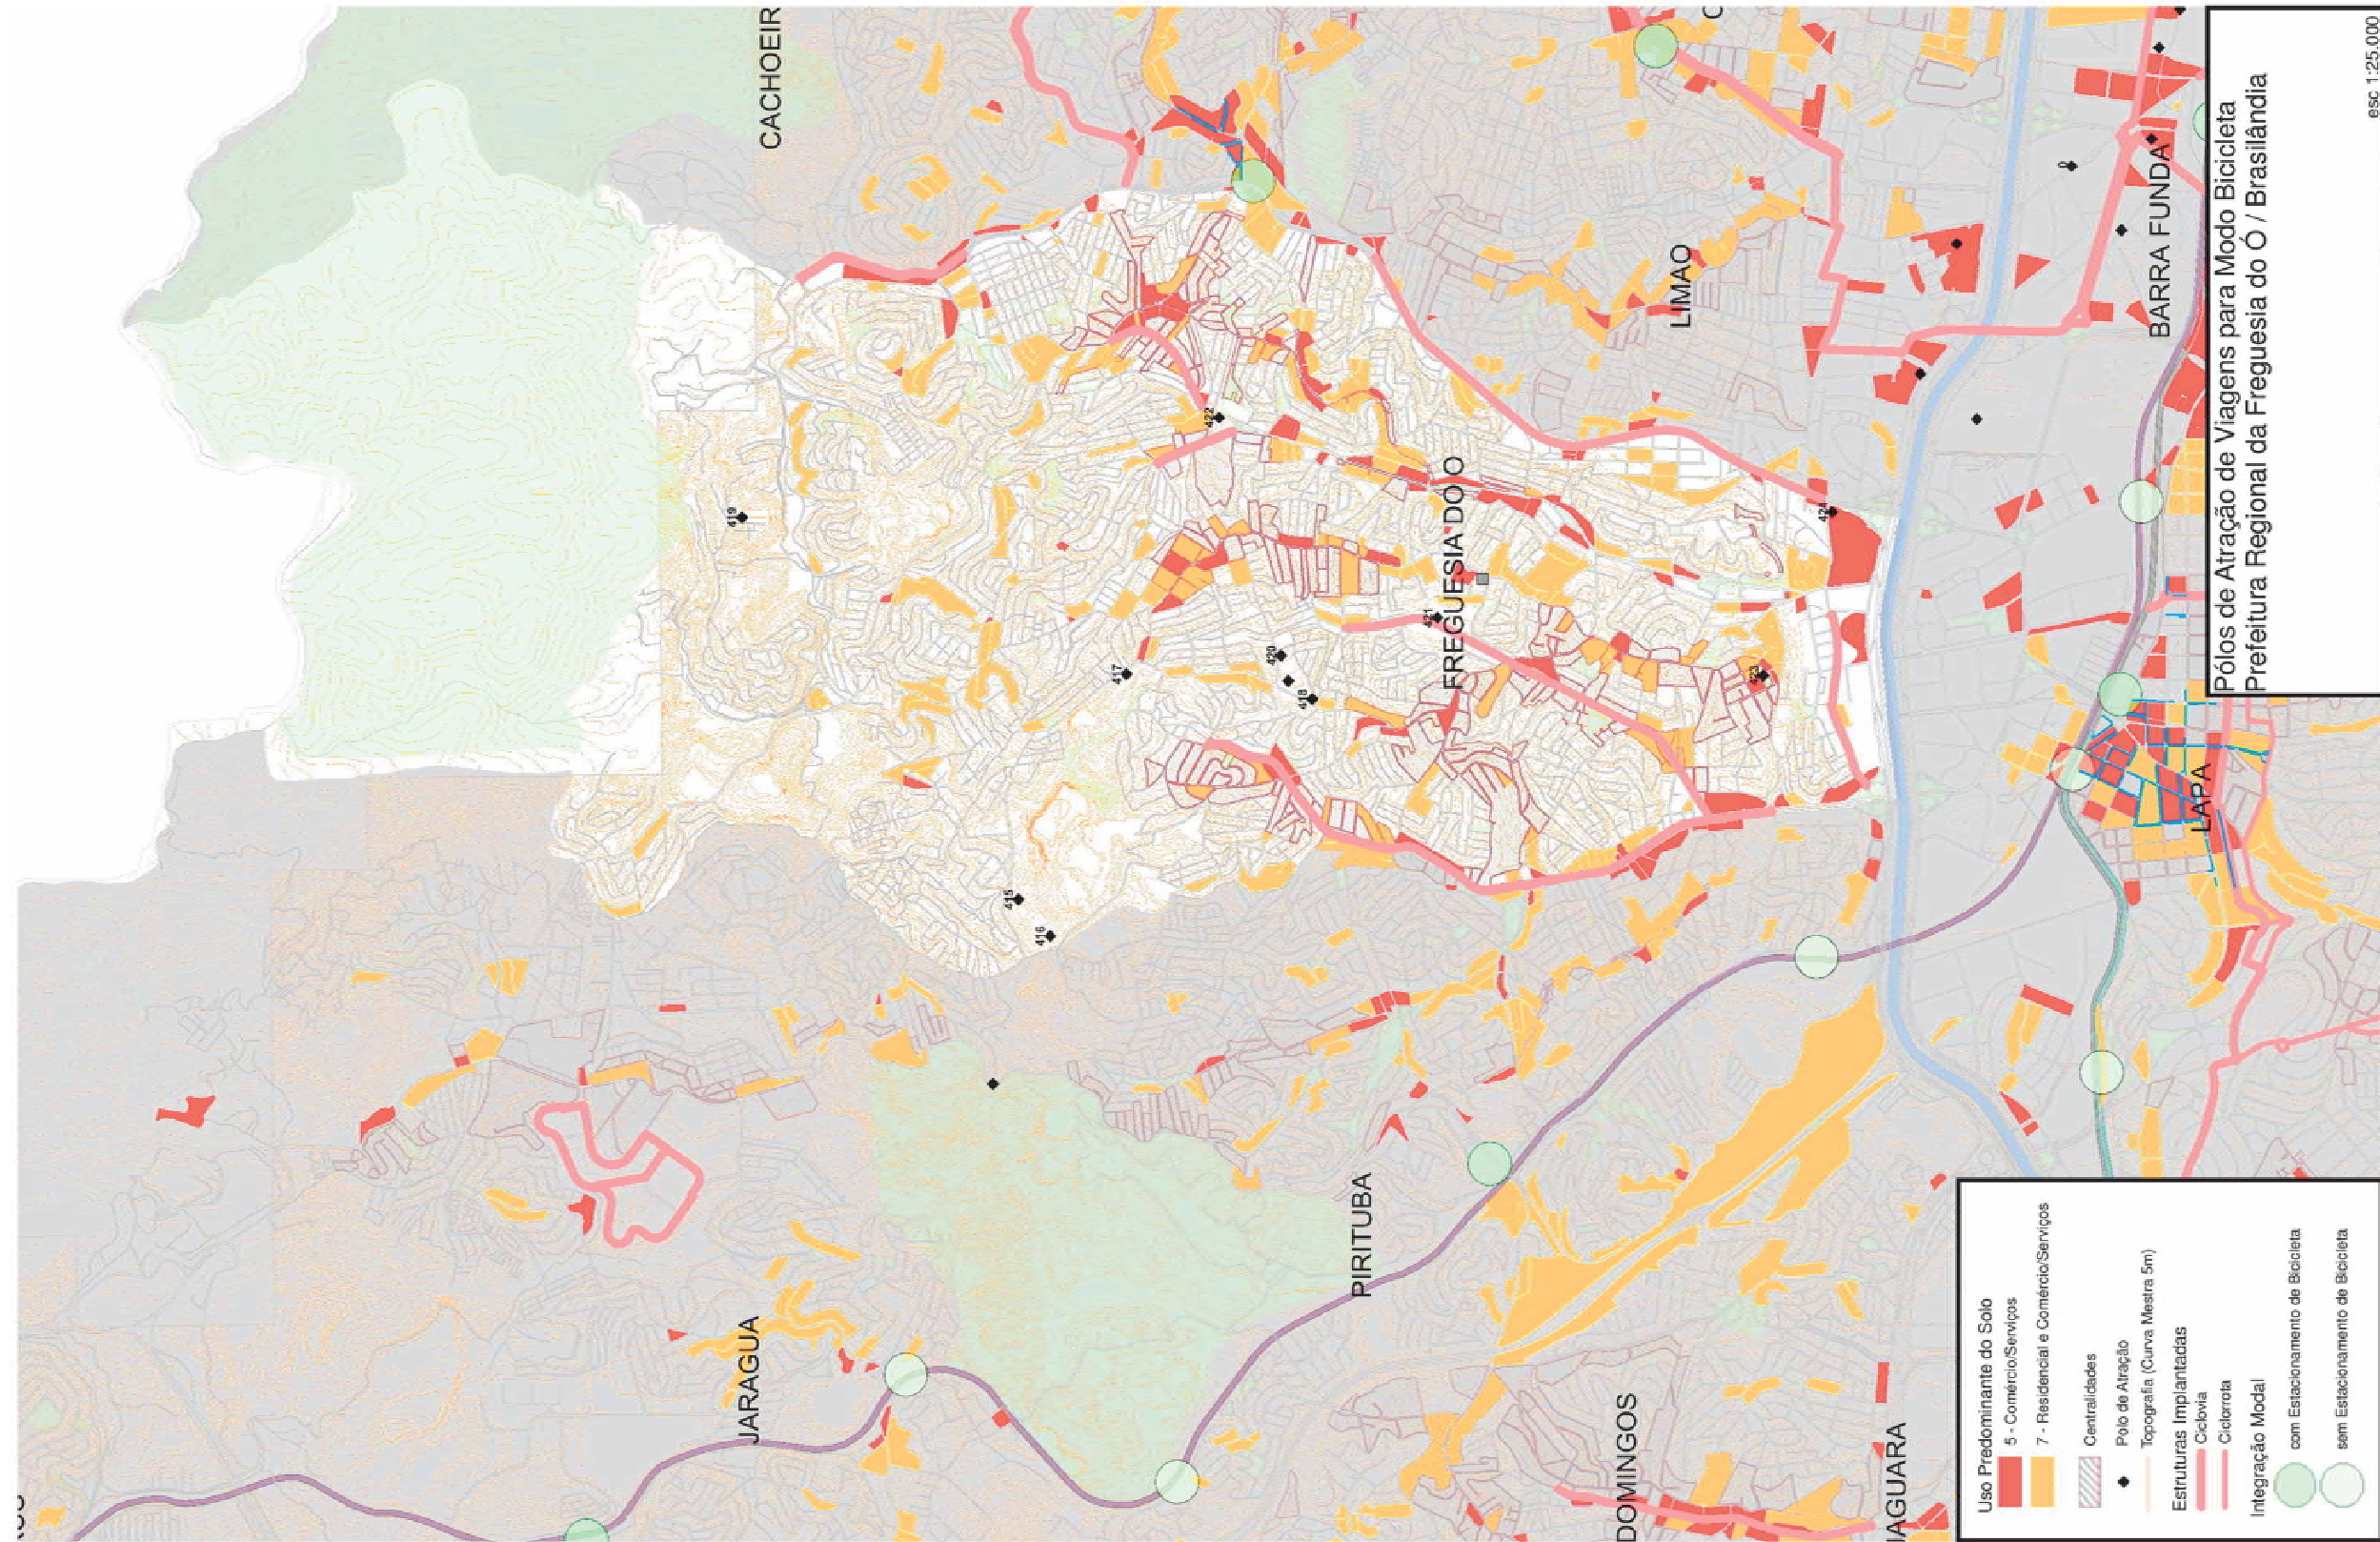 CACHOEIR
LIMAO
BARRA FUNDA
FREGUESIA DO O
LAPA
PIRITUBA
JARAGUA
DOMINGOS
JAGUARA
C
415
416
417
418
419
420
421
422
423
424
Pólos de Atração de Viagens para Modo Bicicleta
Prefeitura Regional da Freguesia do Ó / Brasilândia
esc 1:25.000
Uso Predominante do Solo
5 - Comércio/Serviços
7 - Residencial e Comércio/Serviços
Centralidades
Polo de Atração
Topografia (Curva Mestra 5m)
Estruturas Implantadas
Ciclovia
Ciclorrota
Integração Modal
com Estacionamento de Bicicleta
sem Estacionamento de Bicicleta